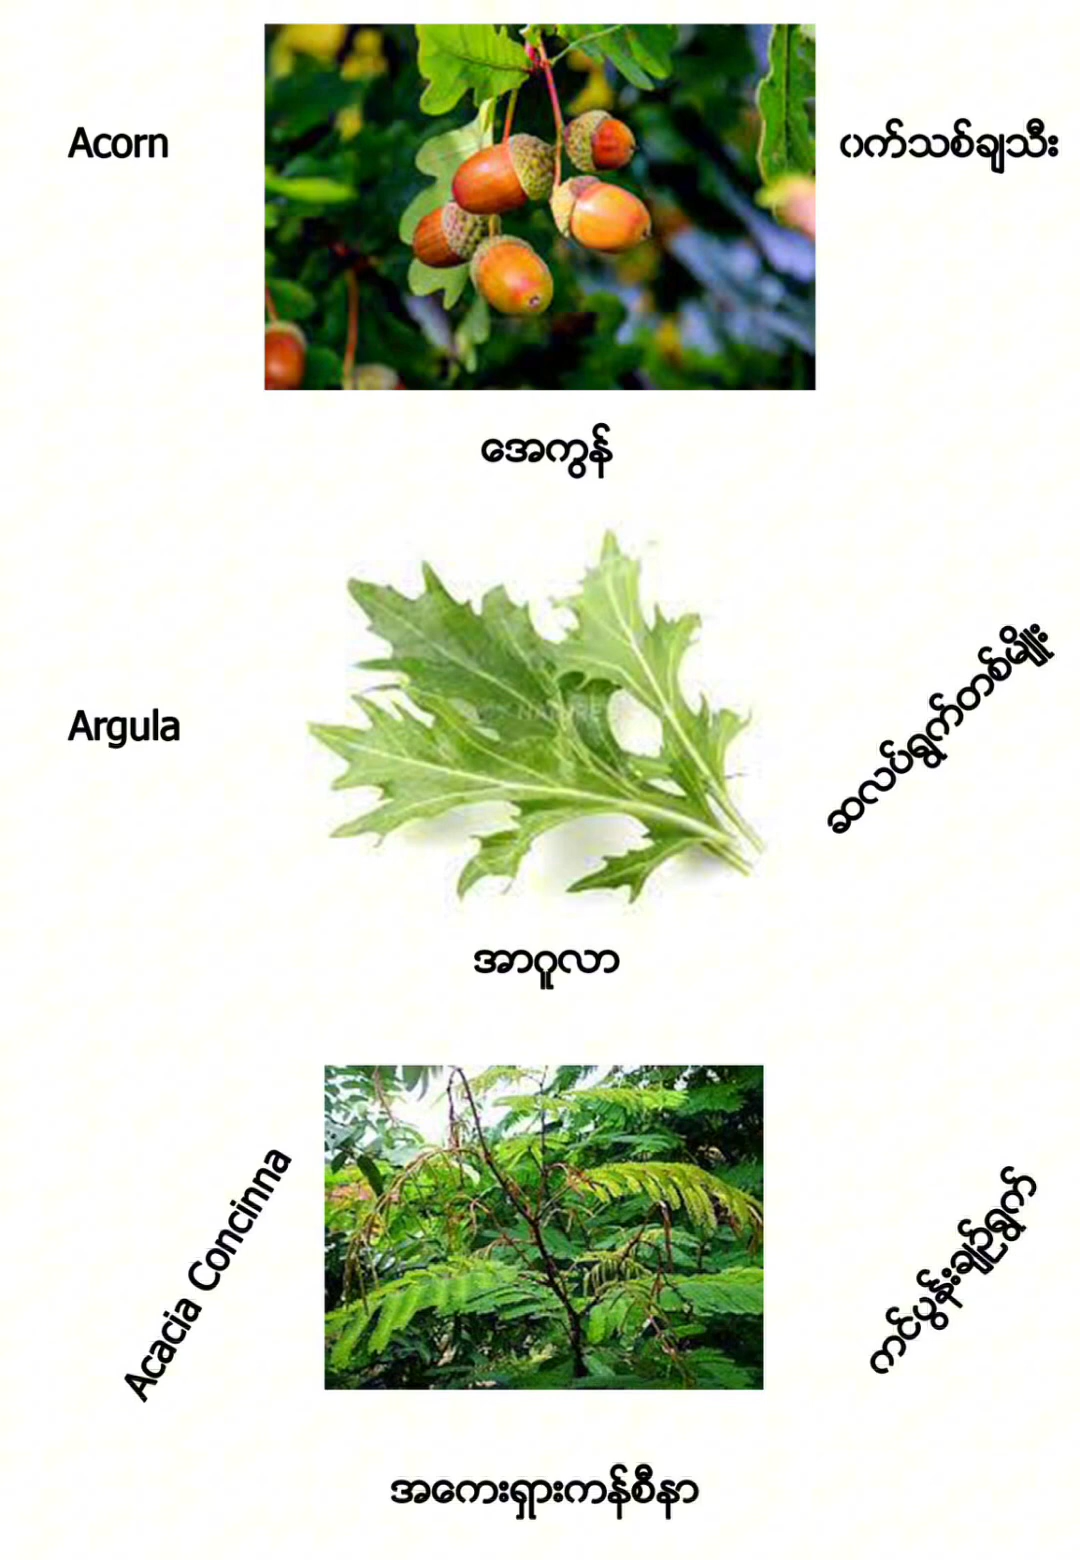 Acorn
ဝက်သစ်ချသီး
အေကွန်
Argula
ဆလပ်ရွက်တစ်မျိုး
အာဂူလာ
Acacia Concinna
ကင်ပွန်းချဉ်ရွက်
အကေးရှားကန်စီနာ